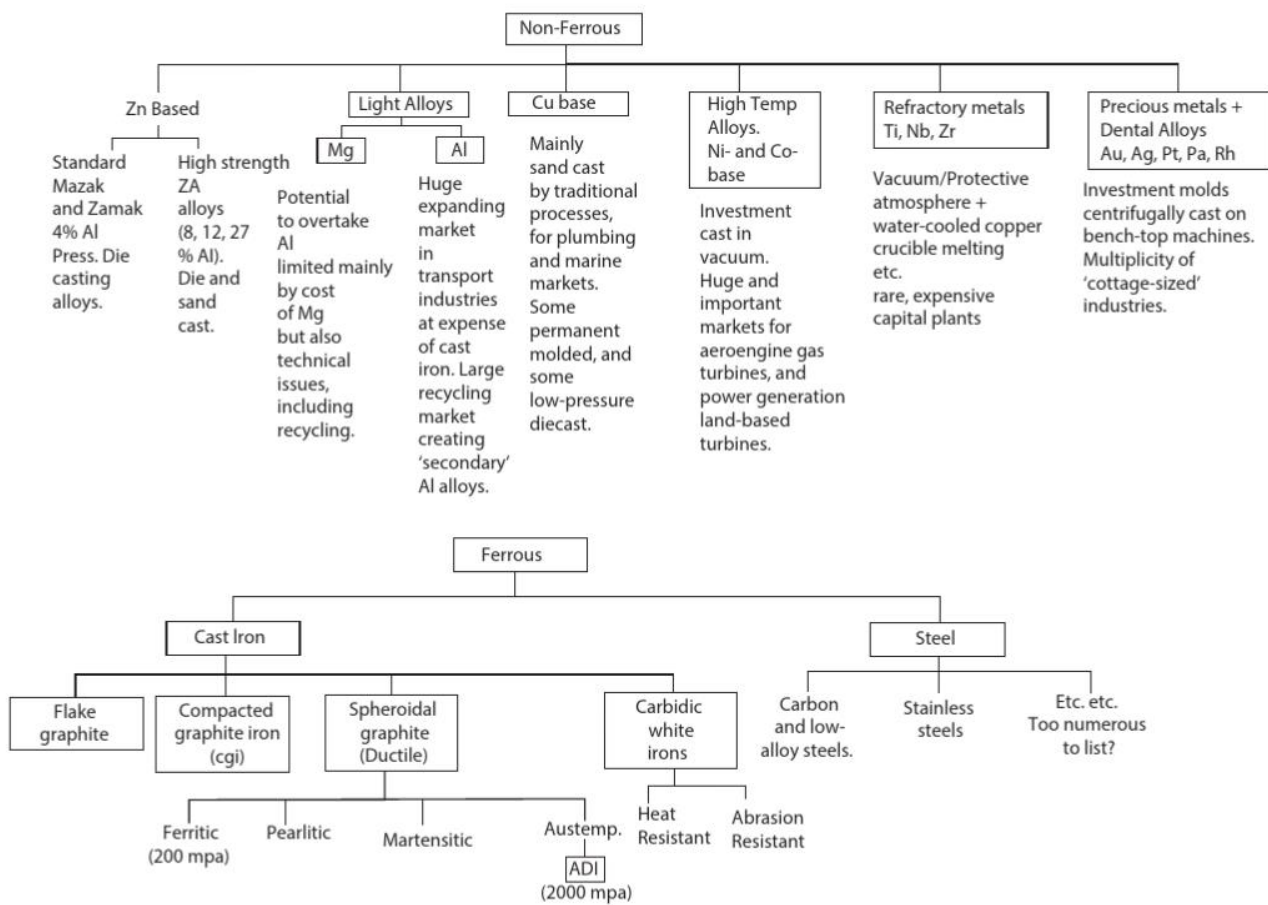 Non-Ferrous
Zn Based
Standard
Mazak
and Zamak
4% Al
Press. Die
casting
alloys.
High strength
ZA
alloys
(8, 12, 27
% Al).
Die and
sand
cast.
Light Alloys
Mg
Potential
to overtake
Al
limited mainly
by cost
of Mg
but also
technical
issues,
including
recycling.
Al
Huge
expanding
market
in
transport
industries
at expense
of cast
iron. Large
recycling
market
creating
‘secondary’
Al alloys.
Cu base
Mainly
sand cast
by traditional
processes,
for plumbing
and marine
markets.
Some
permanent
molded, and
some
low-pressure
diecast.
High Temp
Alloys.
Ni- and Co-
base
Investment
cast in
vacuum.
Huge and
important
markets for
aeroengine gas
turbines, and
power generation
land-based
turbines.
Refractory metals
Ti, Nb, Zr
Vacuum/Protective
atmosphere +
water-cooled copper
crucible melting
etc.
rare, expensive
capital plants
Precious metals +
Dental Alloys
Au, Ag, Pt, Pa, Rh
Investment molds
centrifugally cast on
bench-top machines.
Multiplicity of
‘cottage-sized’
industries.
Ferrous
Cast Iron
Flake
graphite
Compacted
graphite iron
(cgi)
Spheroidal
graphite
(Ductile)
Ferritic
(200 mpa)
Pearlitic
Martensitic
Austemp.
ADI
(2000 mpa)
Carbidic
white
irons
Heat
Resistant
Abrasion
Resistant
Steel
Carbon
and low-
alloy steels.
Stainless
steels
Etc. etc.
Too numerous
to list?